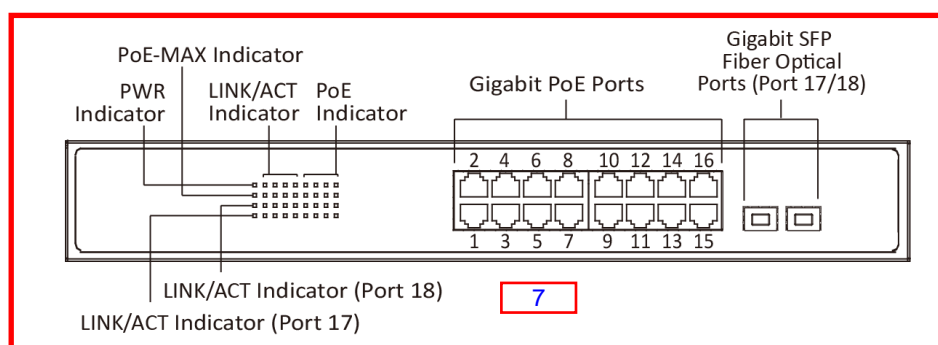 Gigabit SFP
Fiber Optical
Ports (Port 17/18)
PoE-MAX Indicator
PWR
Indicator
LINK/ACT
Indicator
PoE
Indicator
Gigabit PoE Ports
2 4 6 8 10 12 14 16
1 3 5 7 9 11 13 15
LINK/ACT Indicator (Port 18)
LINK/ACT Indicator (Port 17)
7